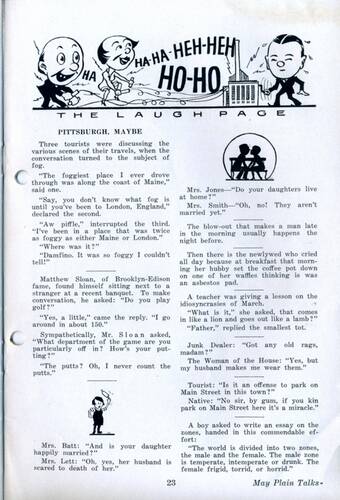 HA
HA-HA-HEH-HEH
HO-HO
THE LAUGH PAGE
PITTSBURGH, MAYBE
Three tourists were discussing the
various scenes of their travels, when the
conversation turned to the subject of
fog.
"The foggiest place I ever drove
through was along the coast of Maine,"
said one.
"Say, you don't know what fog is
until you've been to London, England,"
declared the second.
"Aw piffle," interrupted the third.
"I've been in a place that was twice
as foggy as either Maine or London."
"Where was it?"
"Damfino. It was so foggy I couldn't
tell!"
Matthew Sloan, of Brooklyn-Edison
fame, found himself sitting next to a
stranger at a recent banquet. To make
conversation, he asked: "Do you play
golf?"
"Yes, a little," came the reply. "I go
around in about 150."
Sympathetically, Mr. Sloan asked,
"What department of the game are you
particularly off in? How's your put-
ting?"
"The putts? Oh, I never count the
putts."
Mrs. Batt: "And is your daughter
happily married?"
Mrs. Lett: "Oh, yes, her husband is
scared to death of her."
Mrs. Jones—"Do your daughters live
at home?"
Mrs. Smith—"Oh, no! They aren't
married yet."
The blow-out that makes a man late
in the morning usually happens the
night before.
Then there is the newlywed who cried
all day because at breakfast that morn-
ing her hubby set the coffee pot down
on one of her waffles thinking is was
an asbestos pad.
A teacher was giving a lesson on the
idiosyncrasies of March.
"What is it," she asked, that comes
in like a lion and goes out like a lamb?"
"Father," replied the smallest tot.
Junk Dealer: "Got any old rags,
madam?"
The Woman of the House: "Yes, but
my husband makes me wear them."
Tourist: "Is it an offense to park on
Main Street in this town?"
Native: "No sir, by gum, if you kin
park on Main Street here it's a miracle."
A boy asked to write an essay on the
zones, handed in this commendable ef-
fort:
"The world is divided into two zones,
the male and the female. The male zone
is temperate, intemperate or drunk. The
female frigid, torrid, or horrid."
23
May Plain Talks-